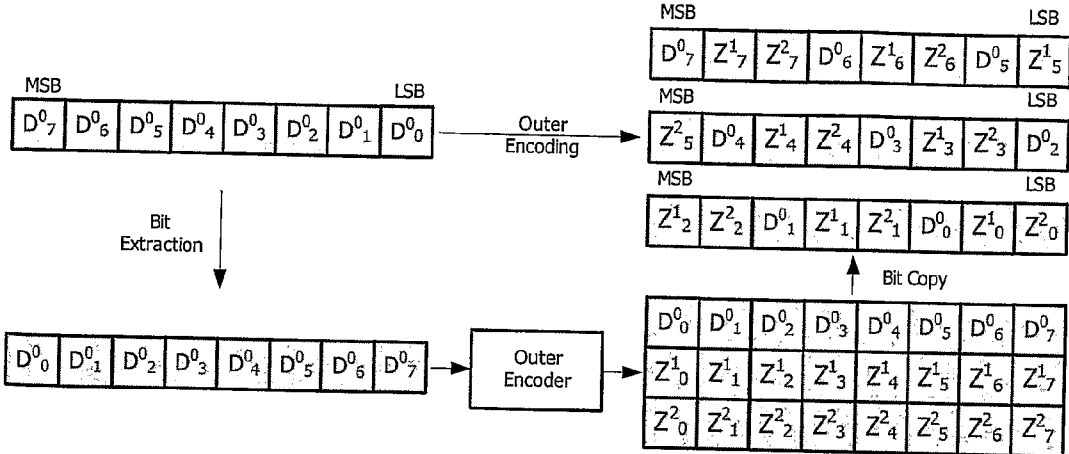 MSB LSB
D⁰₇ Z¹₇ Z²₇ D⁰₆ Z¹₆ Z²₆ D⁰₅ Z¹₅
MSB LSB
D⁰₇ D⁰₆ D⁰₅ D⁰₄ D⁰₃ D⁰₂ D⁰₁ D⁰₀
Outer
Encoding
MSB LSB
Z²₅ D⁰₄ Z¹₄ Z²₄ D⁰₃ Z¹₃ Z²₃ D⁰₂
MSB LSB
Z¹₂ Z²₂ D⁰₁ Z¹₁ Z²₁ D⁰₀ Z¹₀ Z²₀
Bit
Extraction
Bit Copy
D⁰₀ D⁰₁ D⁰₂ D⁰₃ D⁰₄ D⁰₅ D⁰₆ D⁰₇
Outer
Encoder
D⁰₀ D⁰₁ D⁰₂ D⁰₃ D⁰₄ D⁰₅ D⁰₆ D⁰₇
Z¹₀ Z¹₁ Z¹₂ Z¹₃ Z¹₄ Z¹₅ Z¹₆ Z¹₇
Z²₀ Z²₁ Z²₂ Z²₃ Z²₄ Z²₅ Z²₆ Z²₇